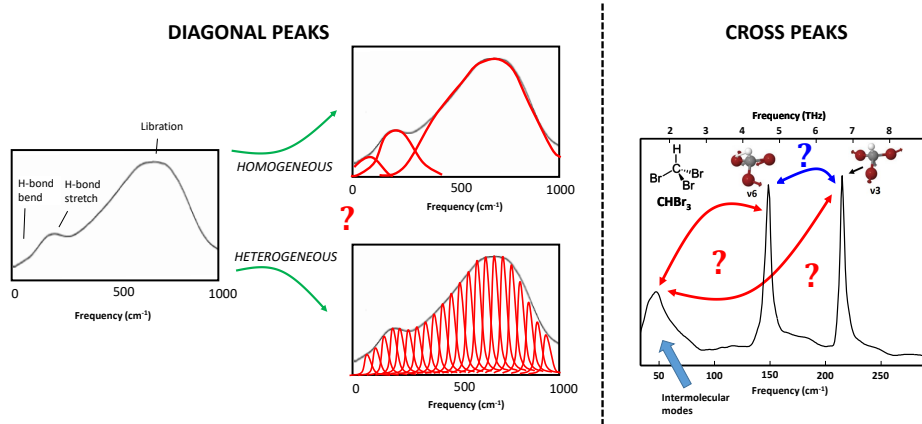 DIAGONAL PEAKS
Libration
H-bond
bend
H-bond
stretch
0
500
1000
Frequency (cm⁻¹)
HOMOGENEOUS
0
500
1000
Frequency (cm⁻¹)
?
HETEROGENEOUS
0
500
1000
Frequency (cm⁻¹)
CROSS PEAKS
Frequency (THz)
2 3 4 5 6 7 8
H
Br C Br
Br
CHBr₃
ν6
?
ν3
?
?
50 100 150 200 250
Frequency (cm⁻¹)
Intermolecular
modes